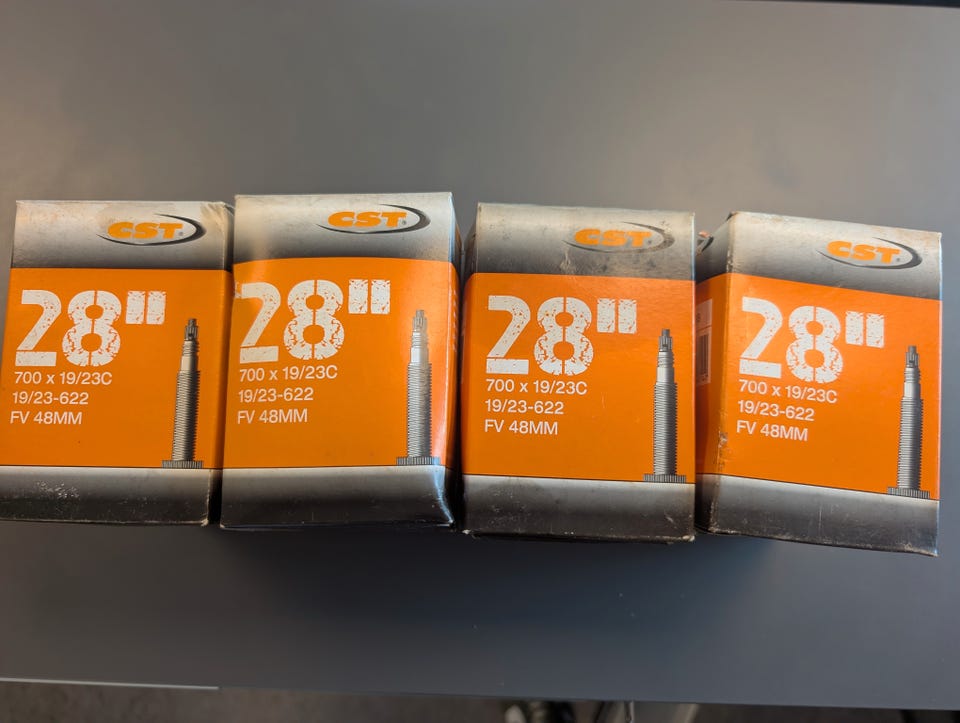 CST
28"
700 x 19/23C
19/23-622
FV 48MM
CST
28"
700 x 19/23C
19/23-622
FV 48MM
CST
28"
700 x 19/23C
19/23-622
FV 48MM
CST
28"
700 x 19/23C
19/23-622
FV 48MM